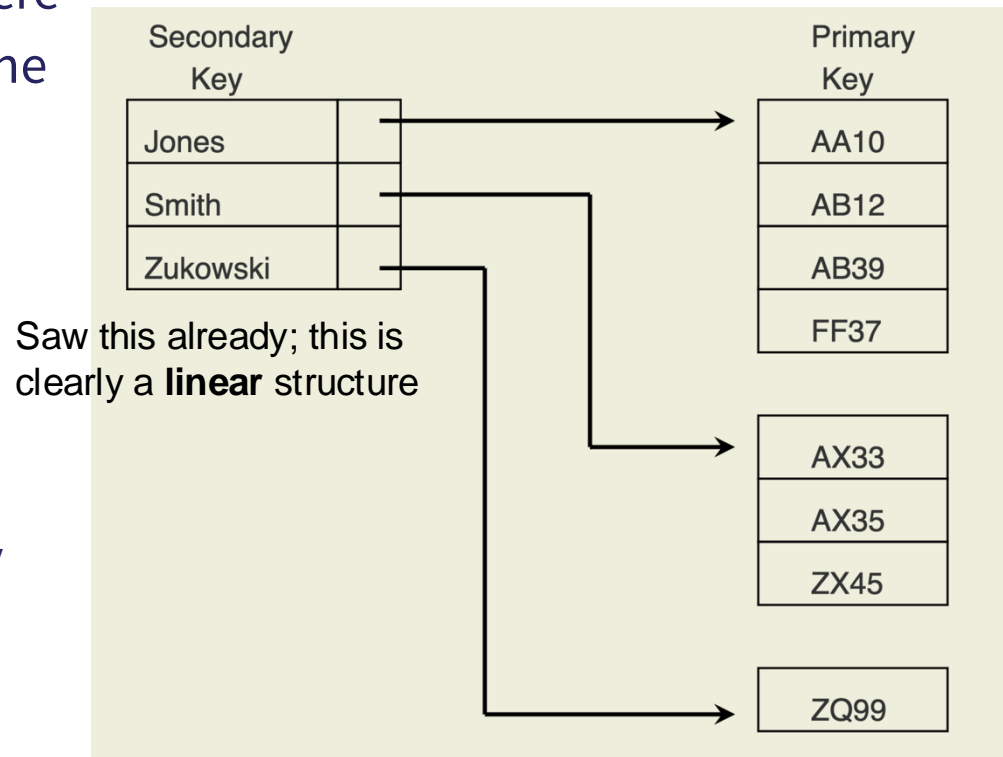 Secondary
Key
Jones
Smith
Zukowski
Saw this already; this is
clearly a linear structure
Primary
Key
AA10
AB12
AB39
FF37
AX33
AX35
ZX45
ZQ99